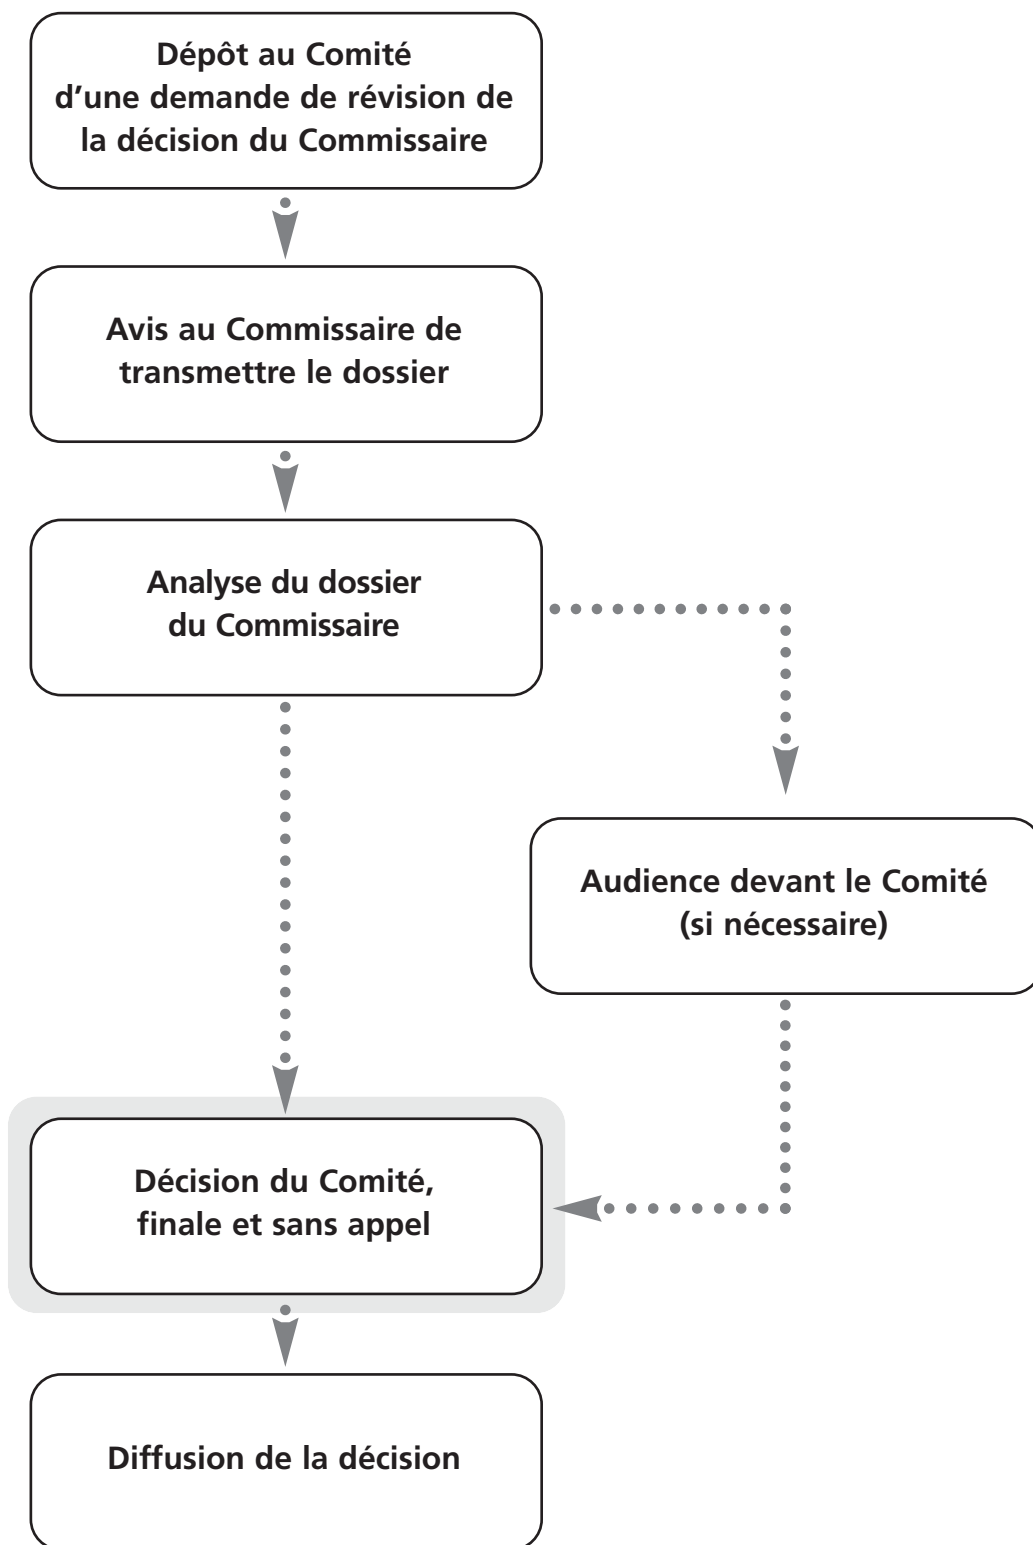 Dépôt au Comité
d’une demande de révision de
la décision du Commissaire
Avis au Commissaire de
transmettre le dossier
Analyse du dossier
du Commissaire
Audience devant le Comité
(si nécessaire)
Décision du Comité,
finale et sans appel
Diffusion de la décision